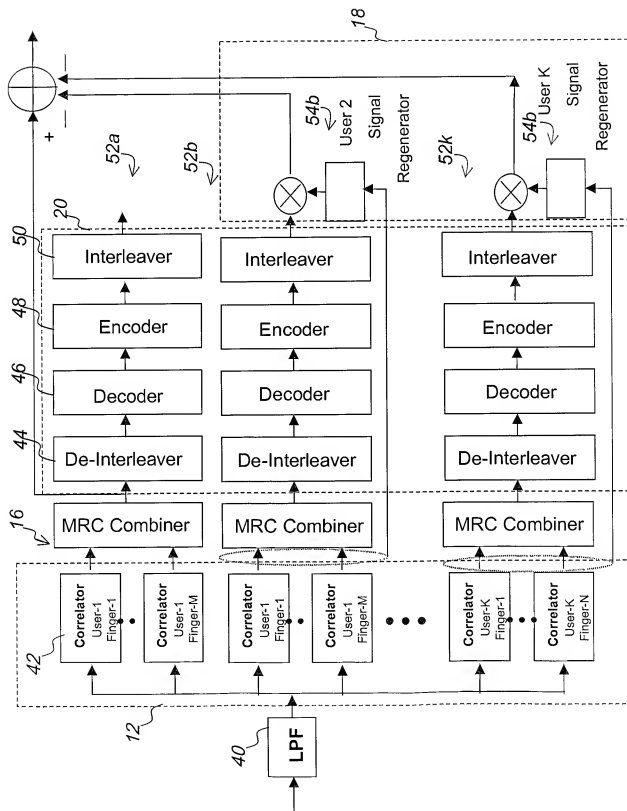 12
40
LPF
42
Correlator
User-1
Finger-1
Correlator
User-1
Finger-M
Correlator
User-1
Finger-1
Correlator
User-1
Finger-M
Correlator
User-K
Finger-1
Correlator
User-K
Finger-N
16
MRC Combiner
MRC Combiner
MRC Combiner
44
De-Interleaver
De-Interleaver
De-Interleaver
46
Decoder
Decoder
Decoder
48
Encoder
Encoder
Encoder
50
Interleaver
Interleaver
Interleaver
20
52a
52b
52k
54b
User 2
Signal
Regenerator
54b
User K
Signal
Regenerator
18
+
—
—